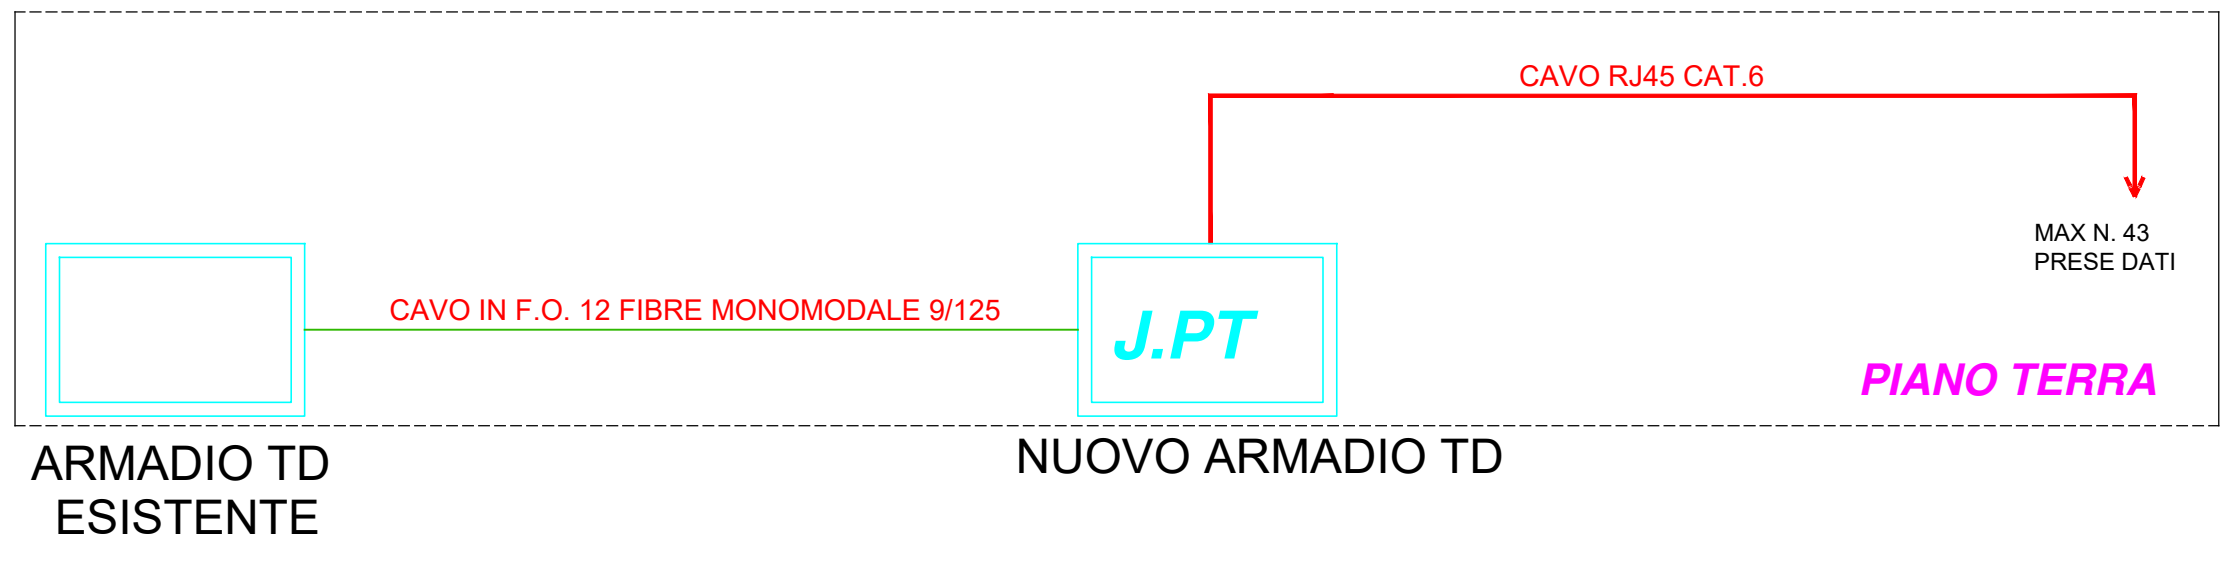 CAVO RJ45 CAT.6
MAX N. 43
PRESE DATI
CAVO IN F.O. 12 FIBRE MONOMODALE 9/125
J.PT
PIANO TERRA
ARMADIO TD
ESISTENTE
NUOVO ARMADIO TD